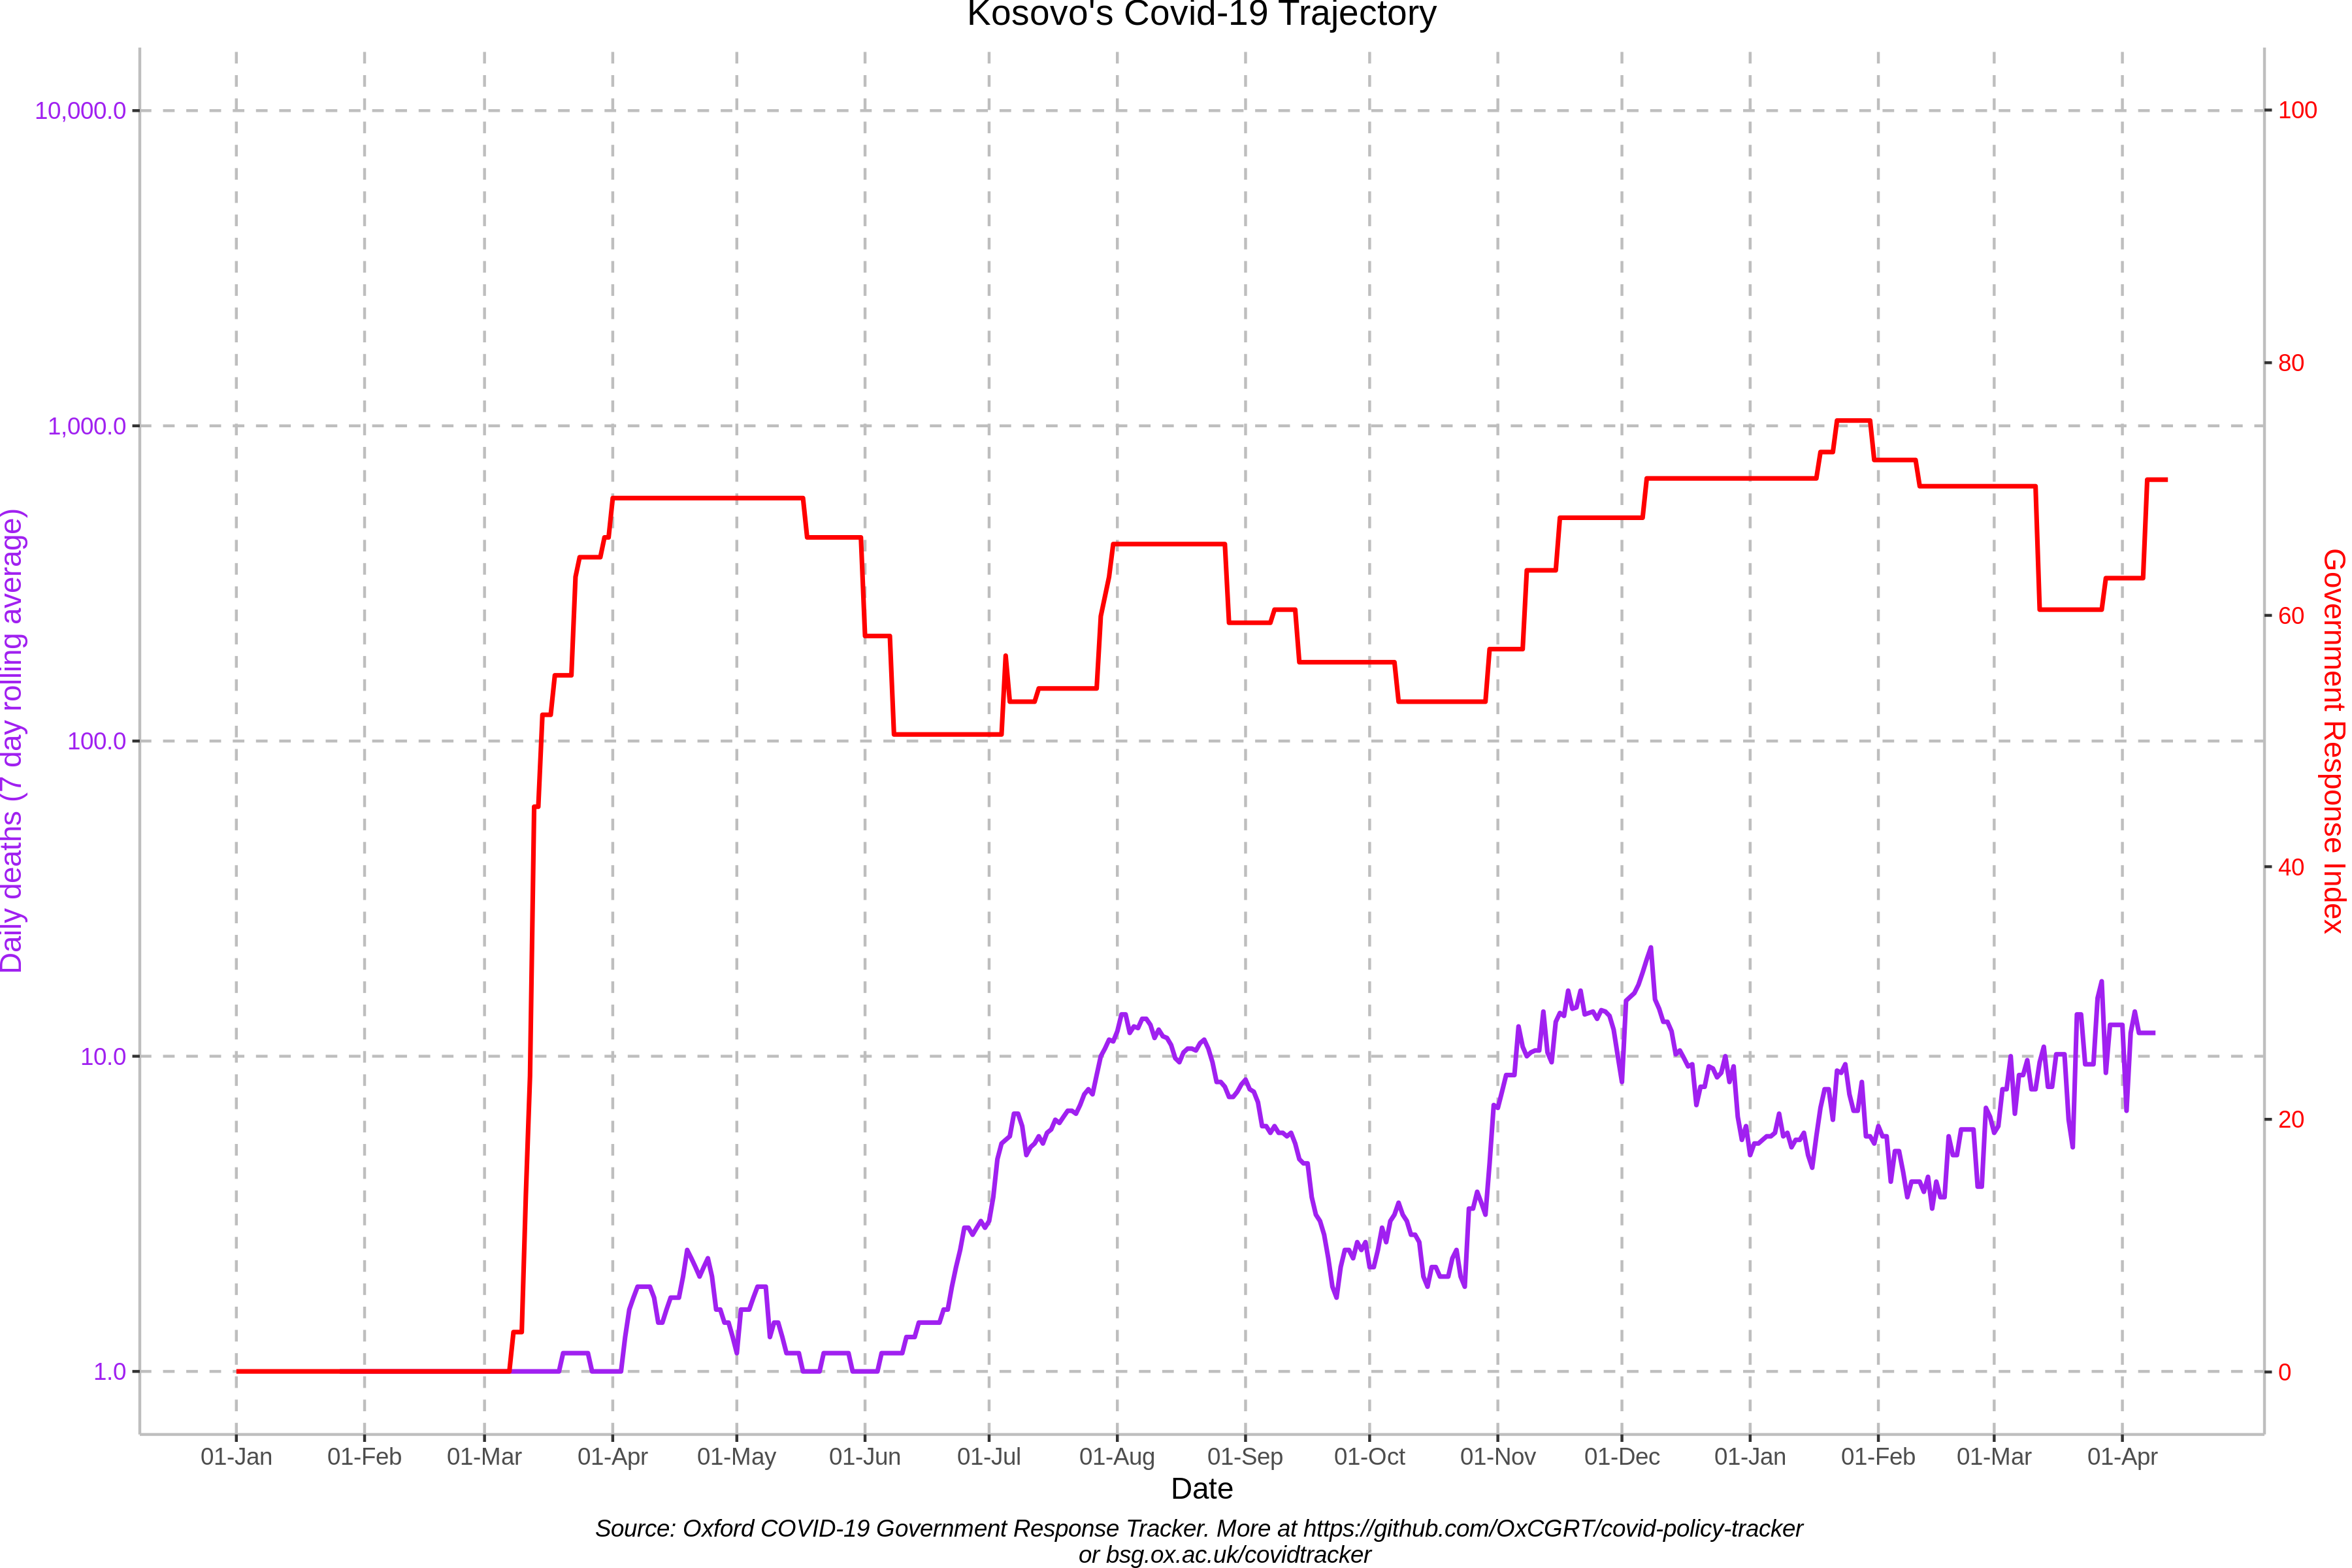 Kosovo's Covid-19 Trajectory
10,000.0
1,000.0
100.0
10.0
1.0
Daily deaths (7 day rolling average)
100
80
60
40
20
0
Government Response Index
01-Jan 01-Feb 01-Mar 01-Apr 01-May 01-Jun 01-Jul 01-Aug 01-Sep 01-Oct 01-Nov 01-Dec 01-Jan 01-Feb 01-Mar 01-Apr
Date
Source: Oxford COVID-19 Government Response Tracker. More at https://github.com/OxCGRT/covid-policy-tracker
or bsg.ox.ac.uk/covidtracker